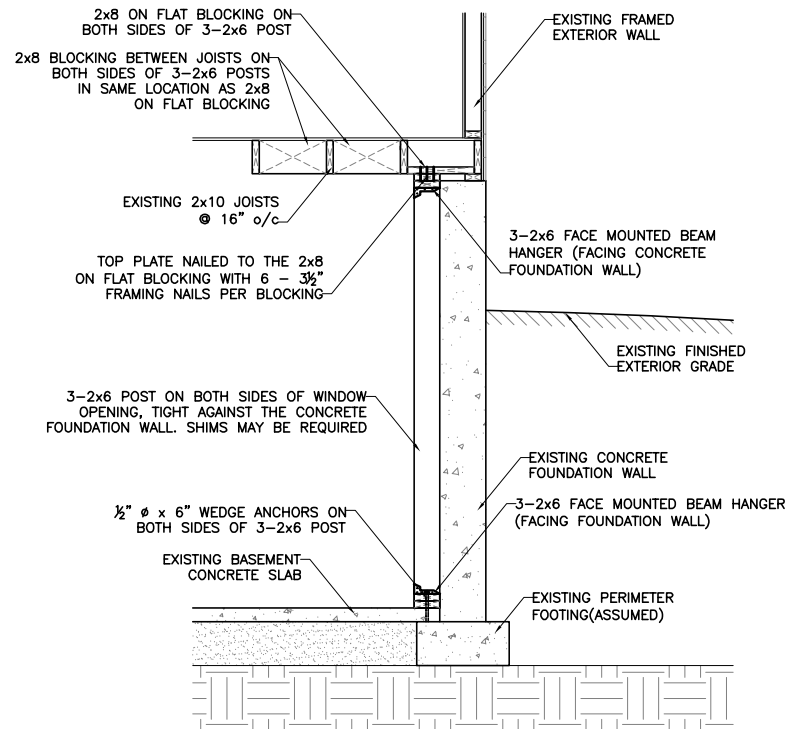 2x8 ON FLAT BLOCKING ON
BOTH SIDES OF 3-2x6 POST
EXISTING FRAMED
EXTERIOR WALL
2x8 BLOCKING BETWEEN JOISTS ON
BOTH SIDES OF 3-2x6 POSTS
IN SAME LOCATION AS 2x8
ON FLAT BLOCKING
EXISTING 2x10 JOISTS
@ 16" o/c
3-2x6 FACE MOUNTED BEAM
HANGER (FACING CONCRETE
FOUNDATION WALL)
TOP PLATE NAILED TO THE 2x8
ON FLAT BLOCKING WITH 6 - 3½"
FRAMING NAILS PER BLOCKING
EXISTING FINISHED
EXTERIOR GRADE
3-2x6 POST ON BOTH SIDES OF WINDOW
OPENING, TIGHT AGAINST THE CONCRETE
FOUNDATION WALL. SHIMS MAY BE REQUIRED
EXISTING CONCRETE
FOUNDATION WALL
½" ø x 6" WEDGE ANCHORS ON
BOTH SIDES OF 3-2x6 POST
3-2x6 FACE MOUNTED BEAM HANGER
(FACING FOUNDATION WALL)
EXISTING BASEMENT
CONCRETE SLAB
EXISTING PERIMETER
FOOTING(ASSUMED)